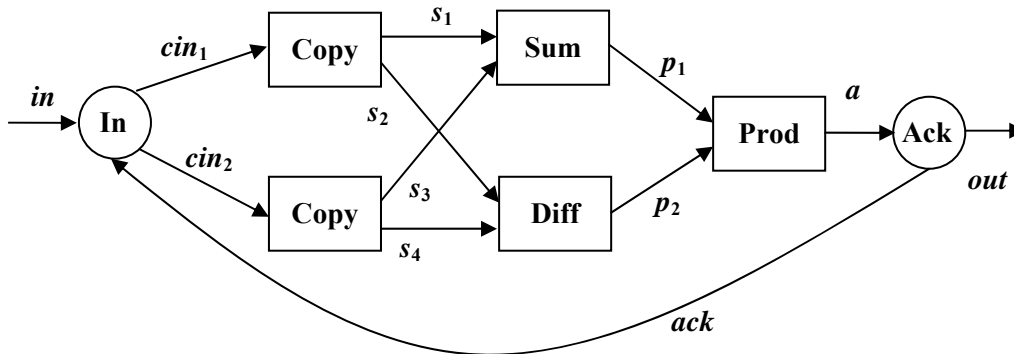 in
In
cin₁
cin₂
Copy
Copy
s₁
s₂
s₃
s₄
Sum
Diff
p₁
p₂
Prod
a
Ack
out
ack